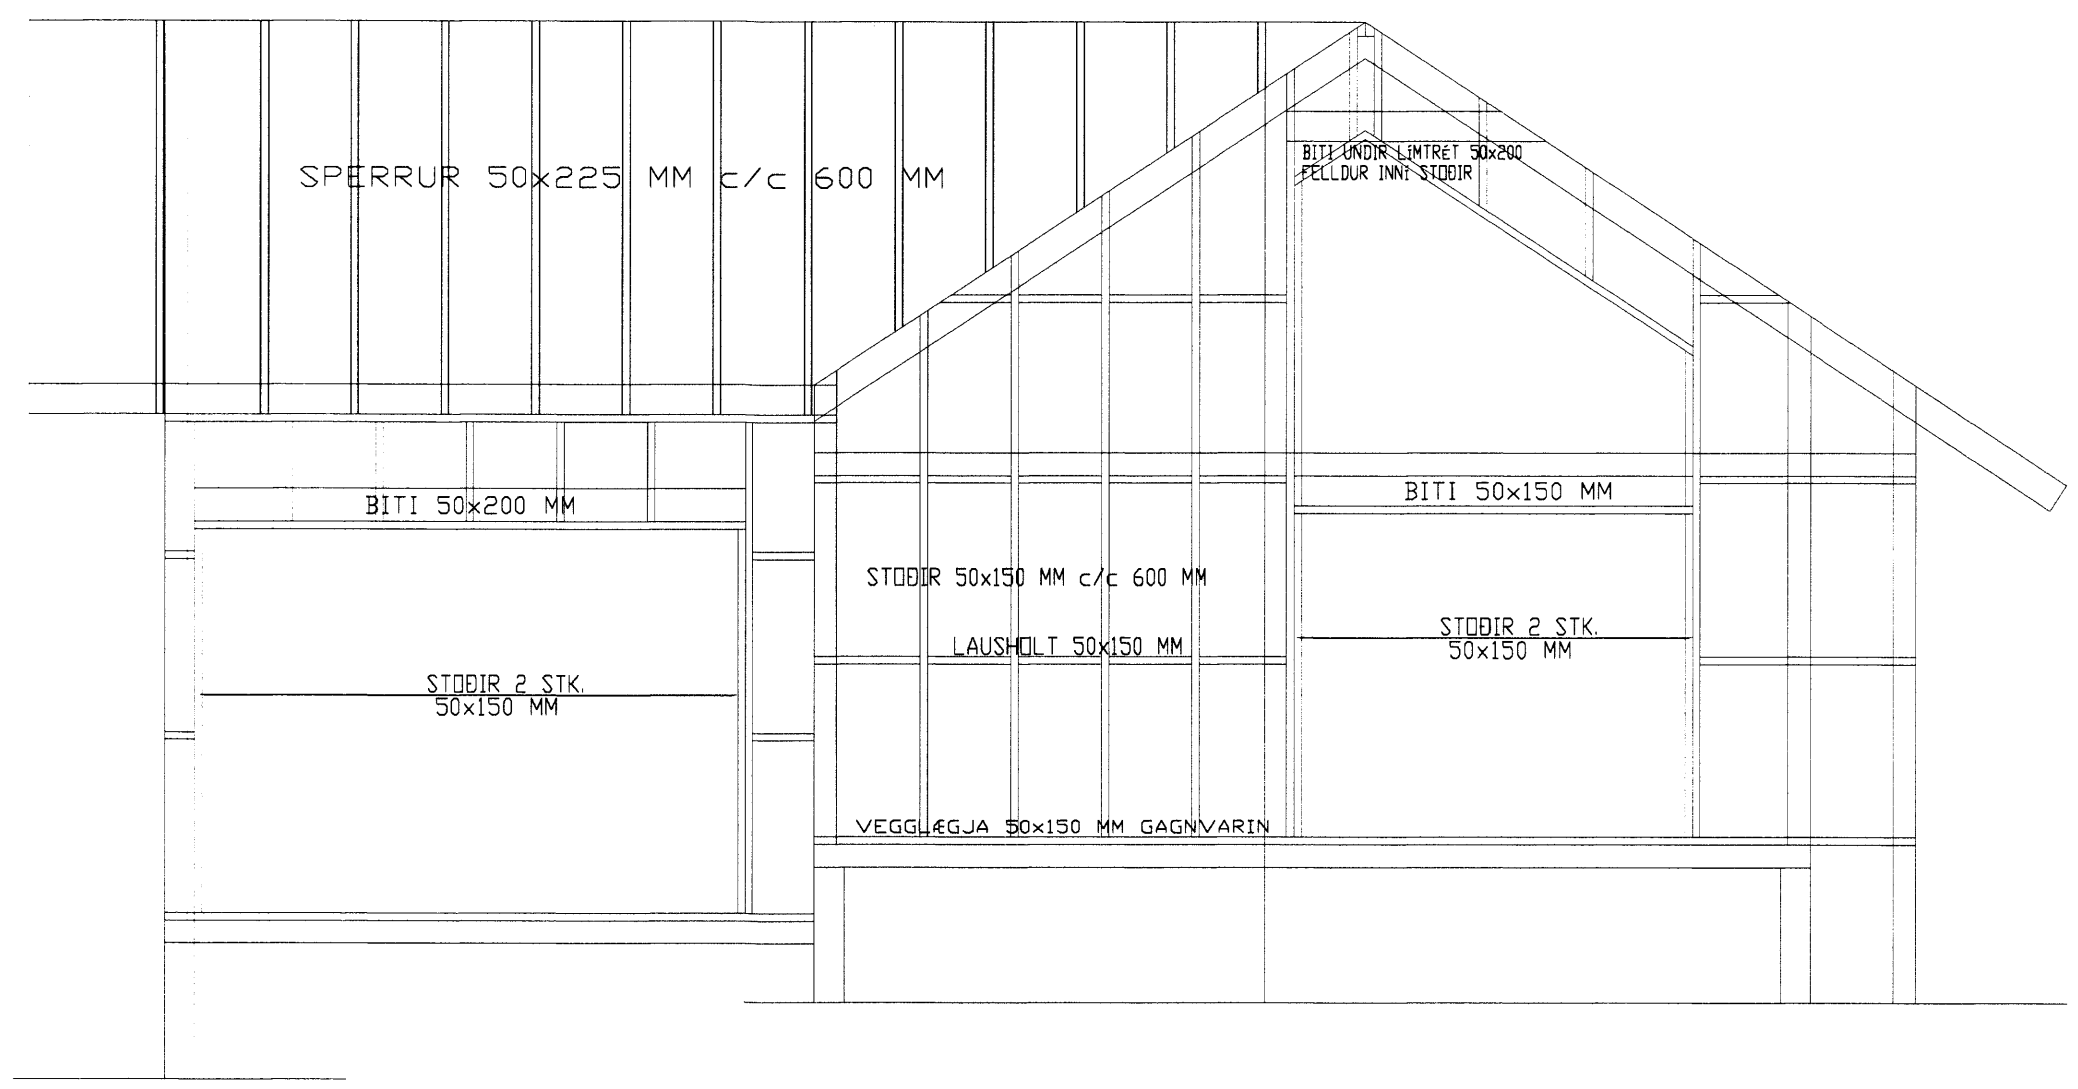 SPERRUR 50x225 MM c/c 600 MM
BITI UNDIR LíMTRéT 50x200
FELLDUR INNí STOÐIR
BITI 50x200 MM
BITI 50x150 MM
STOÐIR 50x150 MM c/c 600 MM
STOÐIR 2 STK.
50x150 MM
LAUSHOLT 50x150 MM
STOÐIR 2 STK.
50x150 MM
VEGGLÆGJA 50x150 MM GAGNVARIN